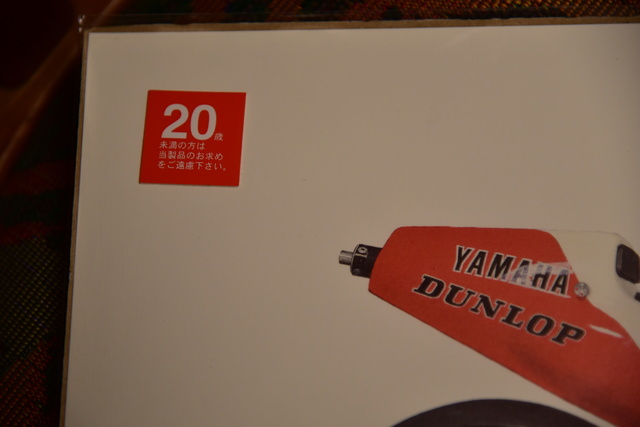 20歳
未満の方は
当製品のお求め
をご遠慮下さい。
YAMAHA
DUNLOP